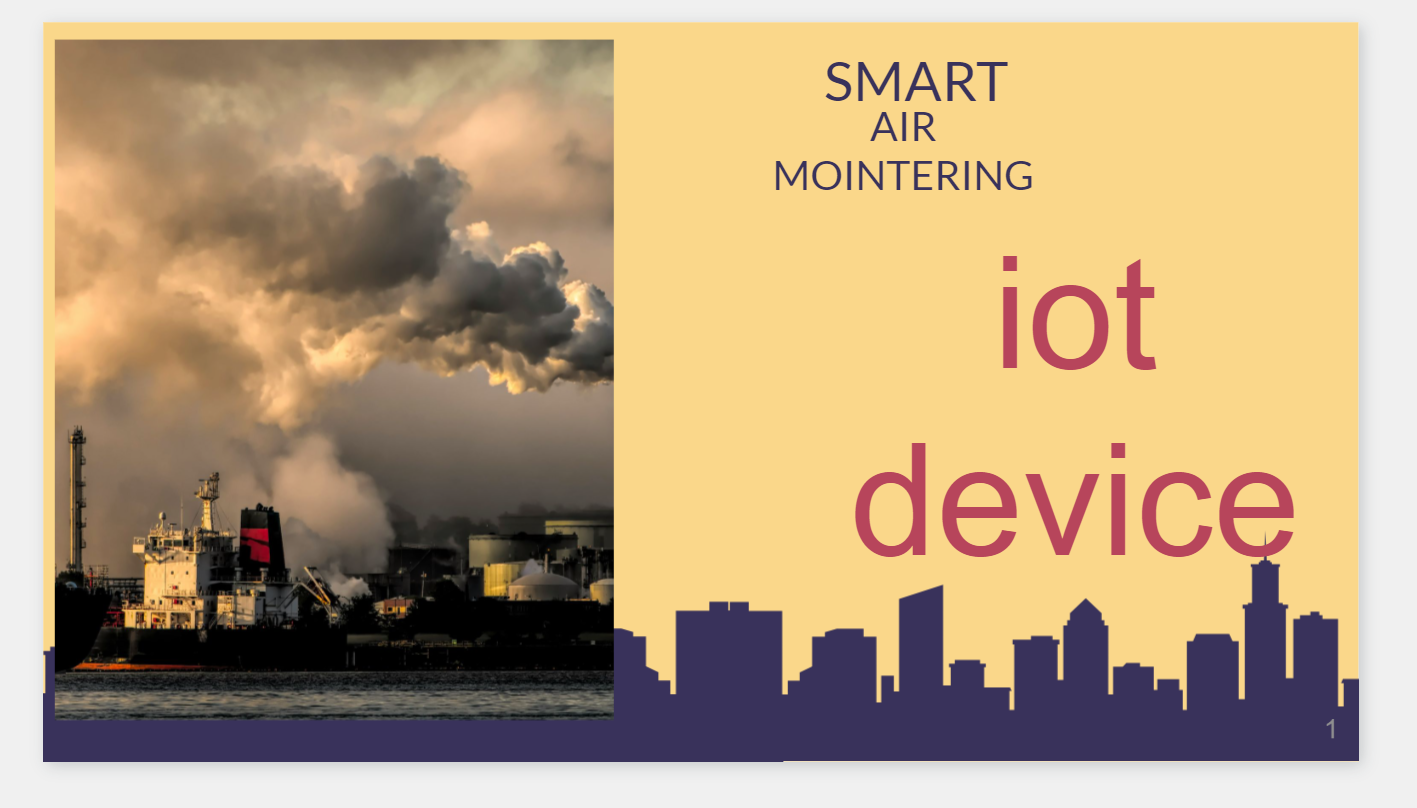 SMART
AIR
MOINTERING
iot
device
1